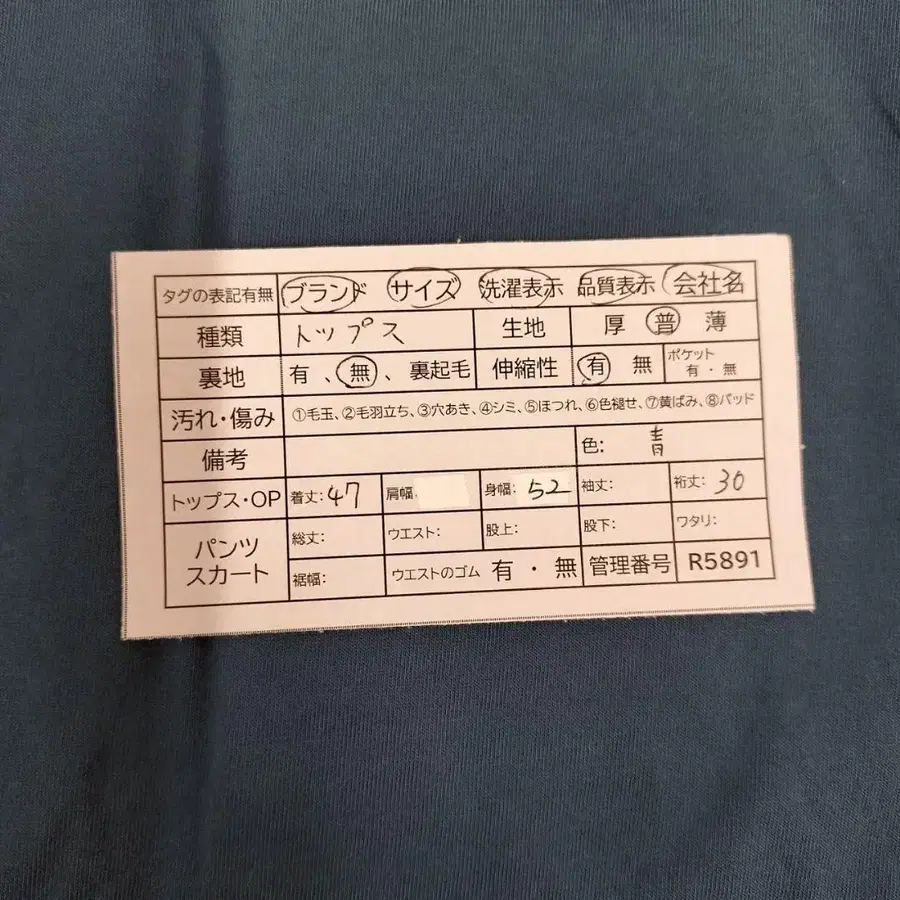 タグの表記有無 ブランド サイズ 洗濯表示 品質表示 会社名
種類 トップス 生地 厚 普 薄
裏地 有、無、裏起毛 伸縮性 有 無 ポケット 有・無
汚れ・傷み ①毛玉、②毛羽立ち、③穴あき、④シミ、⑤ほつれ、⑥色褪せ、⑦黄ばみ、⑧パッド
備考 色: 青
トップス・OP 着丈:47 肩幅: 身幅:52 袖丈: 裄丈:30
パンツ スカート 総丈: ウエスト: 股上: 股下: ワタリ:
裾幅: ウエストのゴム 有・無 管理番号 R5891